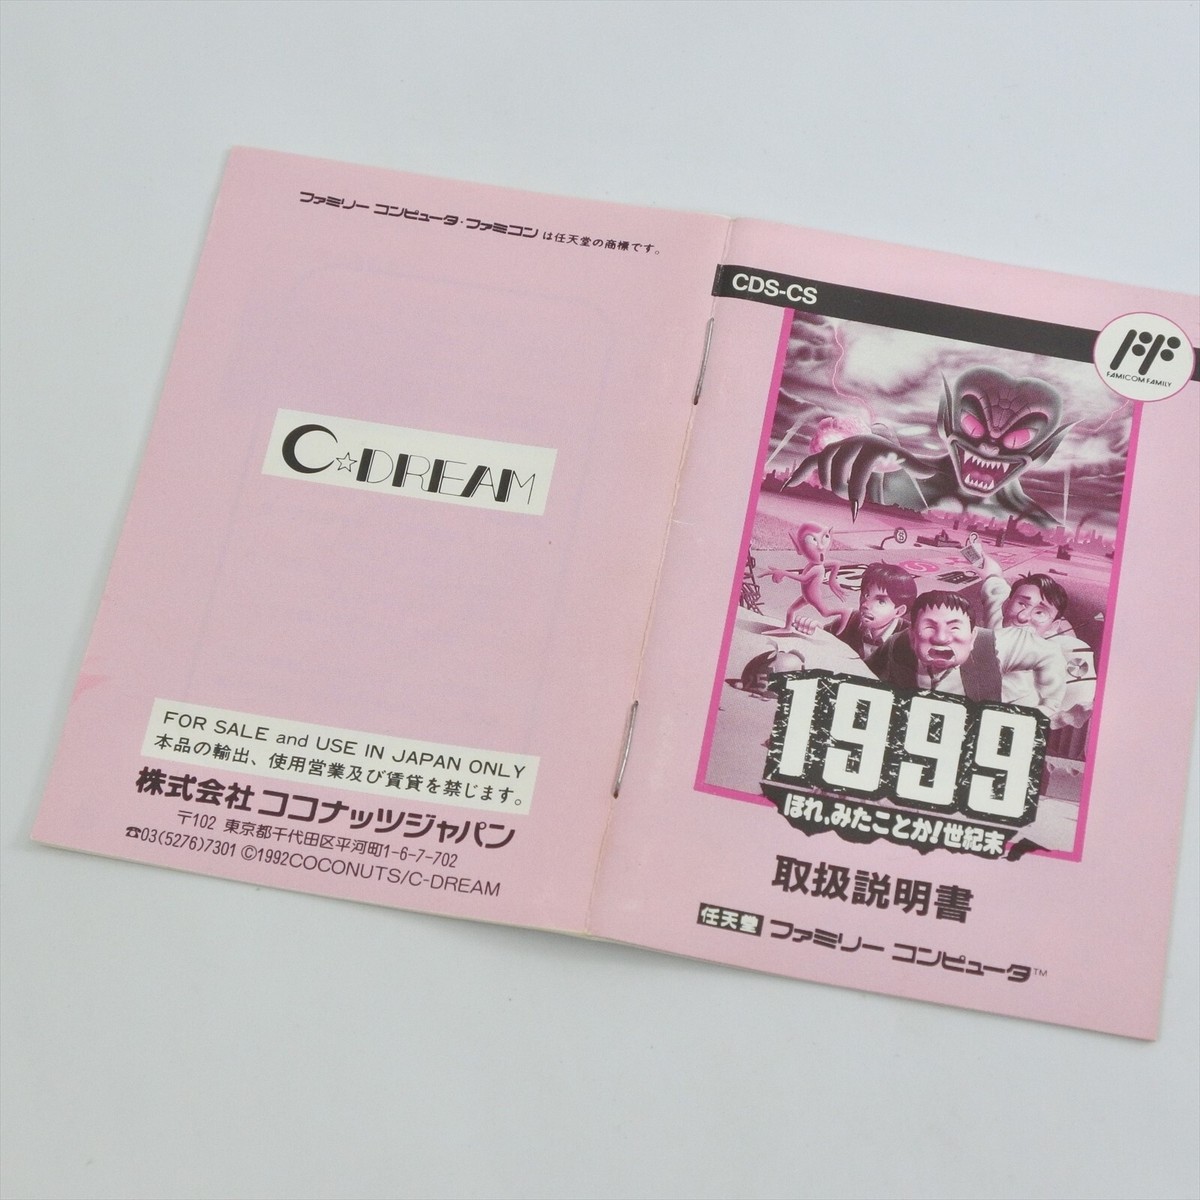 ファミリー コンピュータ・ファミコン は任天堂の商標です。
C☆DREAM
FOR SALE and USE IN JAPAN ONLY
本品の輸出、使用営業及び賃貸を禁じます。
株式会社 ココナッツジャパン
〒102 東京都千代田区平河町1-6-7-702
☎03(5276)7301 ©1992COCONUTS/C-DREAM
CDS-CS
FF
FAMICOM FAMILY
1999
ほれ,みたことか!世紀末
取扱説明書
任天堂 ファミリー コンピュータ™